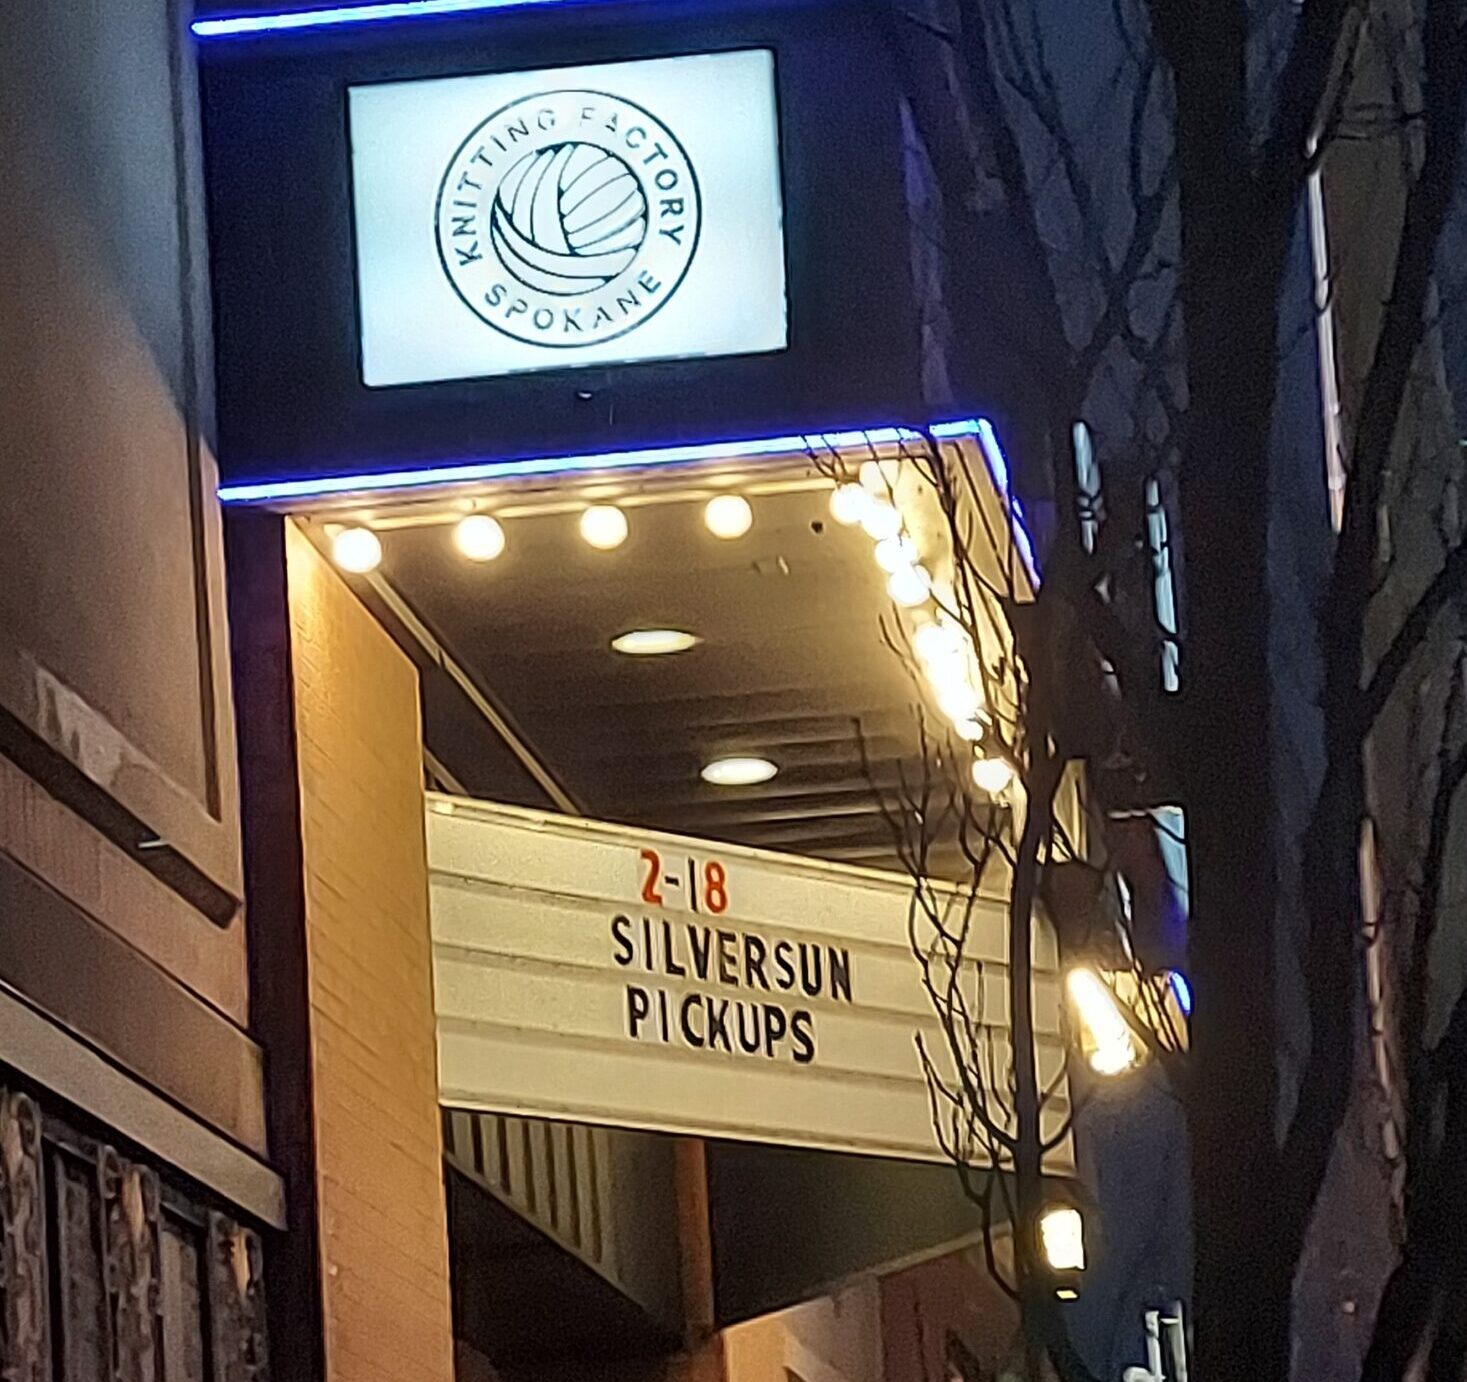 KNITTING FACTORY
SPOKANE
2-18
SILVERSUN
PICKUPS